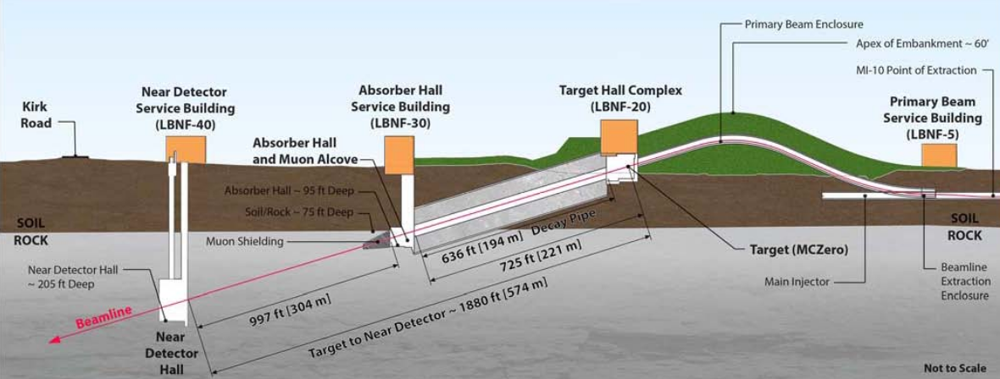 Primary Beam Enclosure
Apex of Embankment ~ 60'
MI-10 Point of Extraction
Kirk
Road
Near Detector
Service Building
(LBNF-40)
Absorber Hall
Service Building
(LBNF-30)
Target Hall Complex
(LBNF-20)
Primary Beam
Service Building
(LBNF-5)
Absorber Hall
and Muon Alcove
Absorber Hall ~ 95 ft Deep
Soil/Rock ~ 75 ft Deep
SOIL
ROCK
Muon Shielding
SOIL
ROCK
636 ft [194 m] Decay Pipe
725 ft [221 m]
Target (MCZero)
Near Detector Hall
~ 205 ft Deep
Main Injector
Beamline
Extraction
Enclosure
997 ft [304 m]
Target to Near Detector ~ 1880 ft [574 m]
Beamline
Near
Detector
Hall
Not to Scale